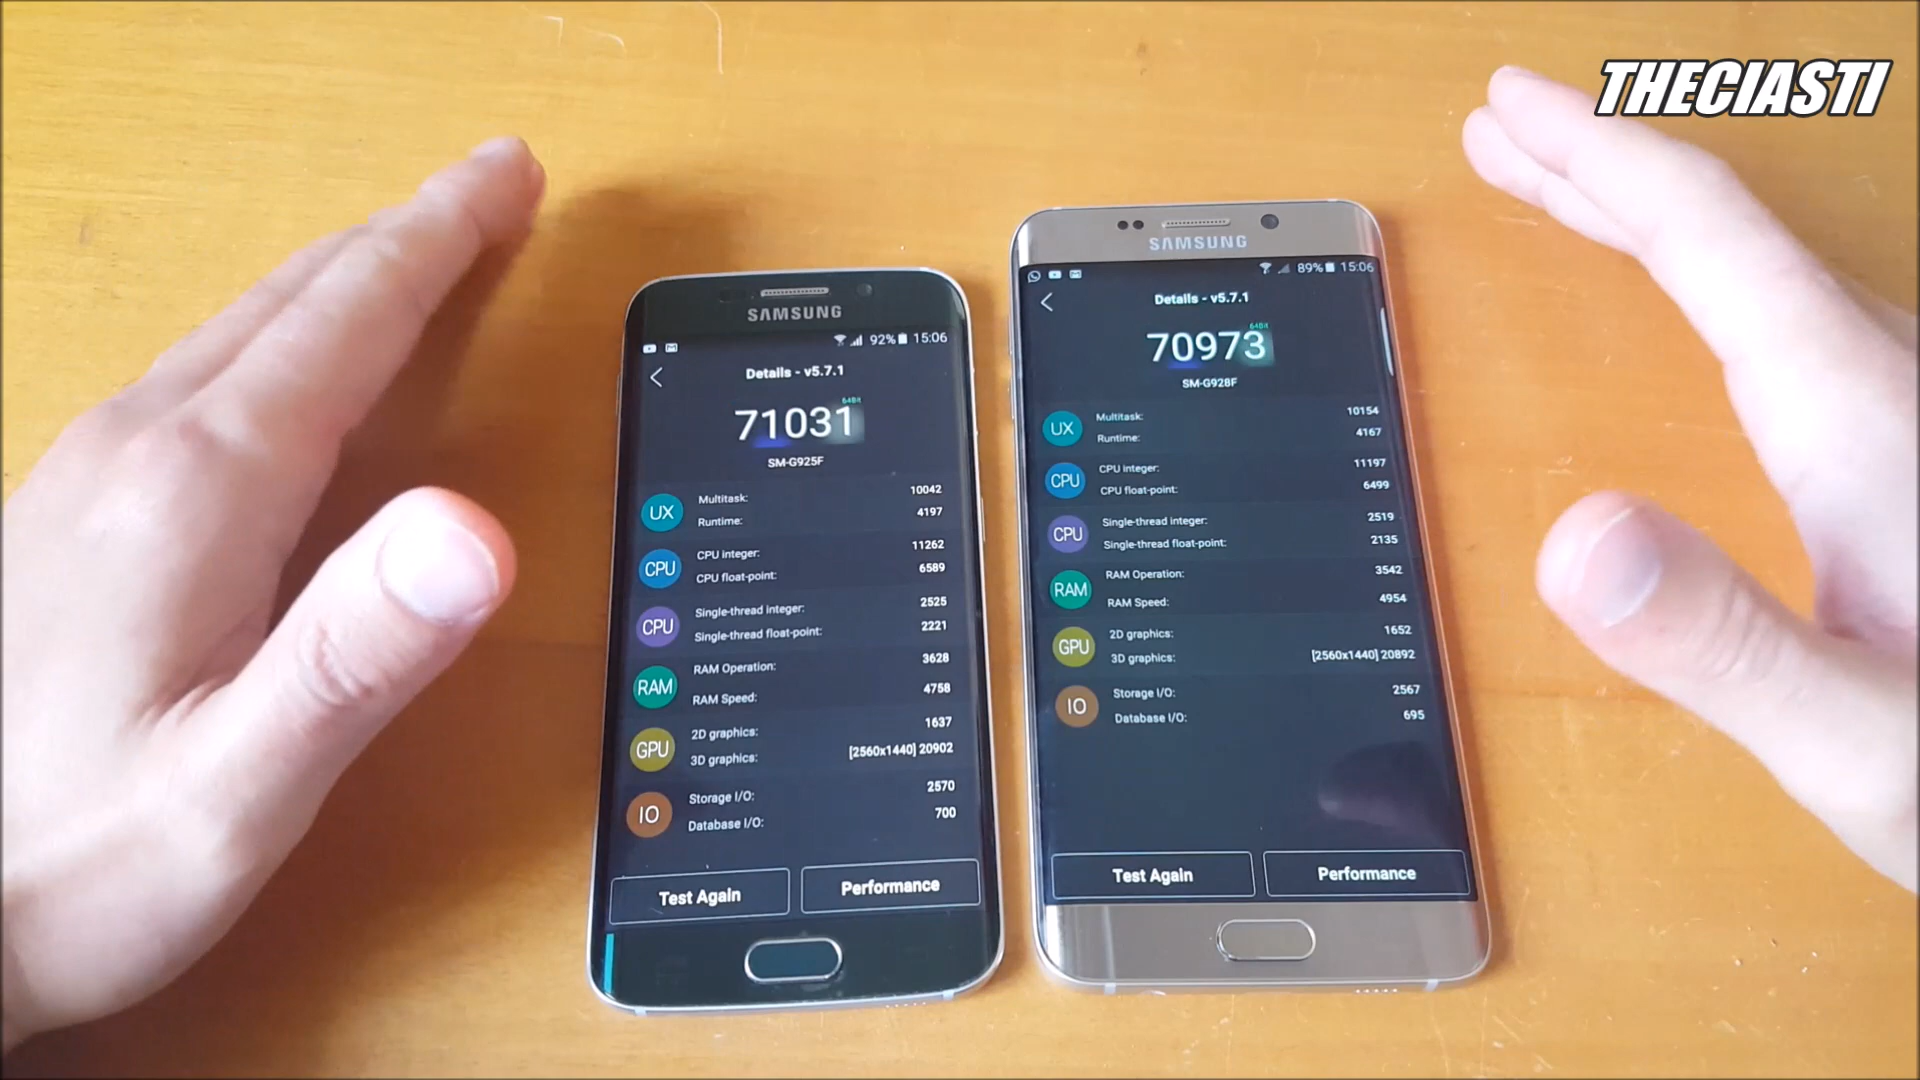 THECIASTI
SAMSUNG
92% 15:06
Details - v5.7.1
64Bit
71031
SM-G925F
UX
Multitask: 10042
Runtime: 4197
CPU
CPU integer: 11262
CPU float-point: 6589
CPU
Single-thread integer: 2525
Single-thread float-point: 2221
RAM
RAM Operation: 3628
RAM Speed: 4758
GPU
2D graphics: 1637
3D graphics: [2560x1440] 20902
IO
Storage I/O: 2570
Database I/O: 700
Test Again
Performance
SAMSUNG
89% 15:06
Details - v5.7.1
64Bit
70973
SM-G928F
UX
Multitask: 10154
Runtime: 4167
CPU
CPU integer: 11197
CPU float-point: 6499
CPU
Single-thread integer: 2519
Single-thread float-point: 2135
RAM
RAM Operation: 3542
RAM Speed: 4954
GPU
2D graphics: 1652
3D graphics: [2560x1440] 20892
IO
Storage I/O: 2567
Database I/O: 695
Test Again
Performance